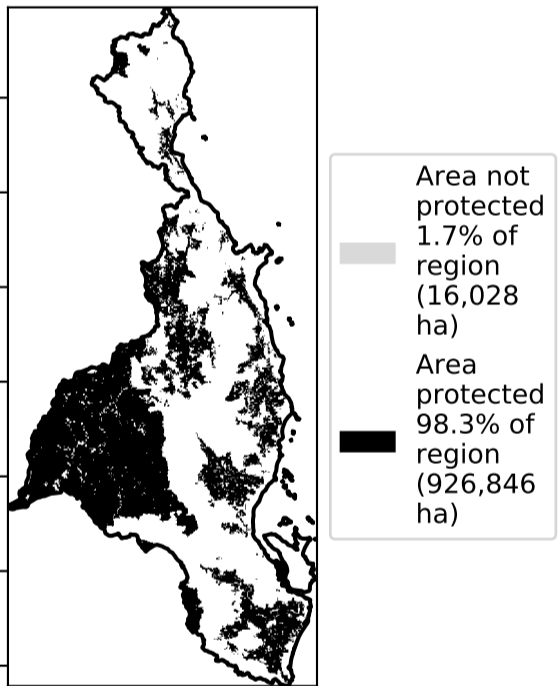 Area not
protected
1.7% of
region
(16,028
ha)
Area
protected
98.3% of
region
(926,846
ha)